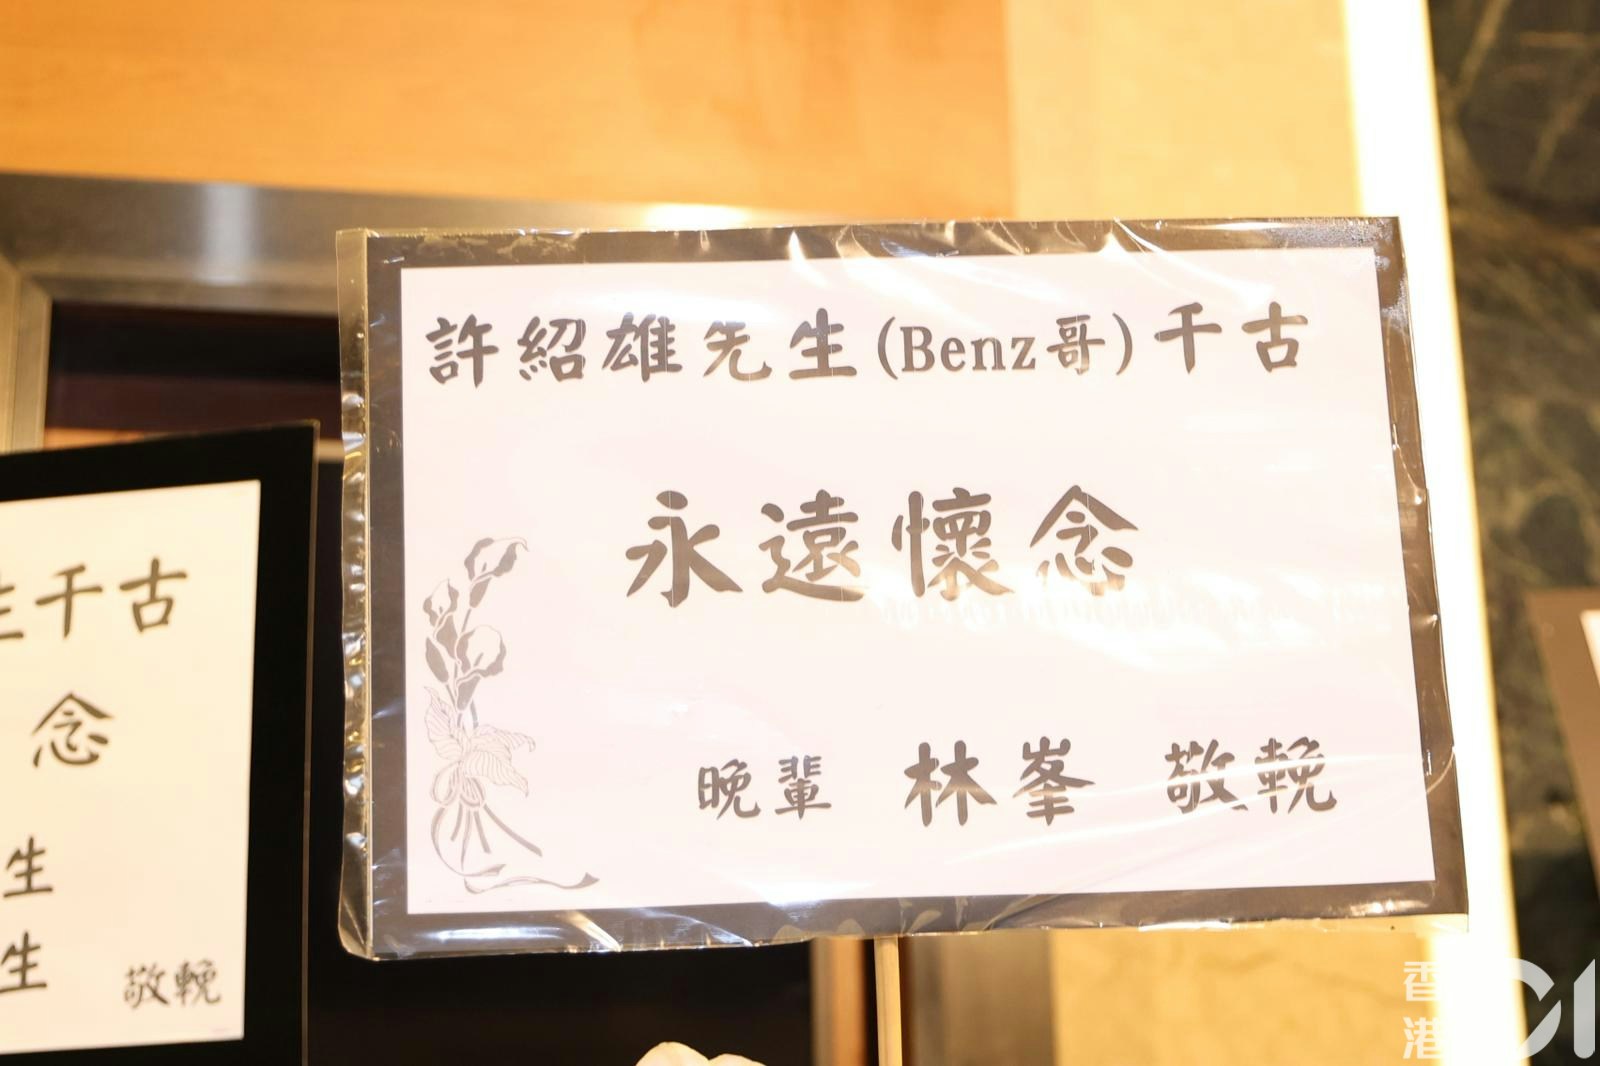 許紹雄先生(Benz哥)千古
永遠懷念
晚輩 林峯 敬輓
生千古
念
生
生 敬輓
香港01